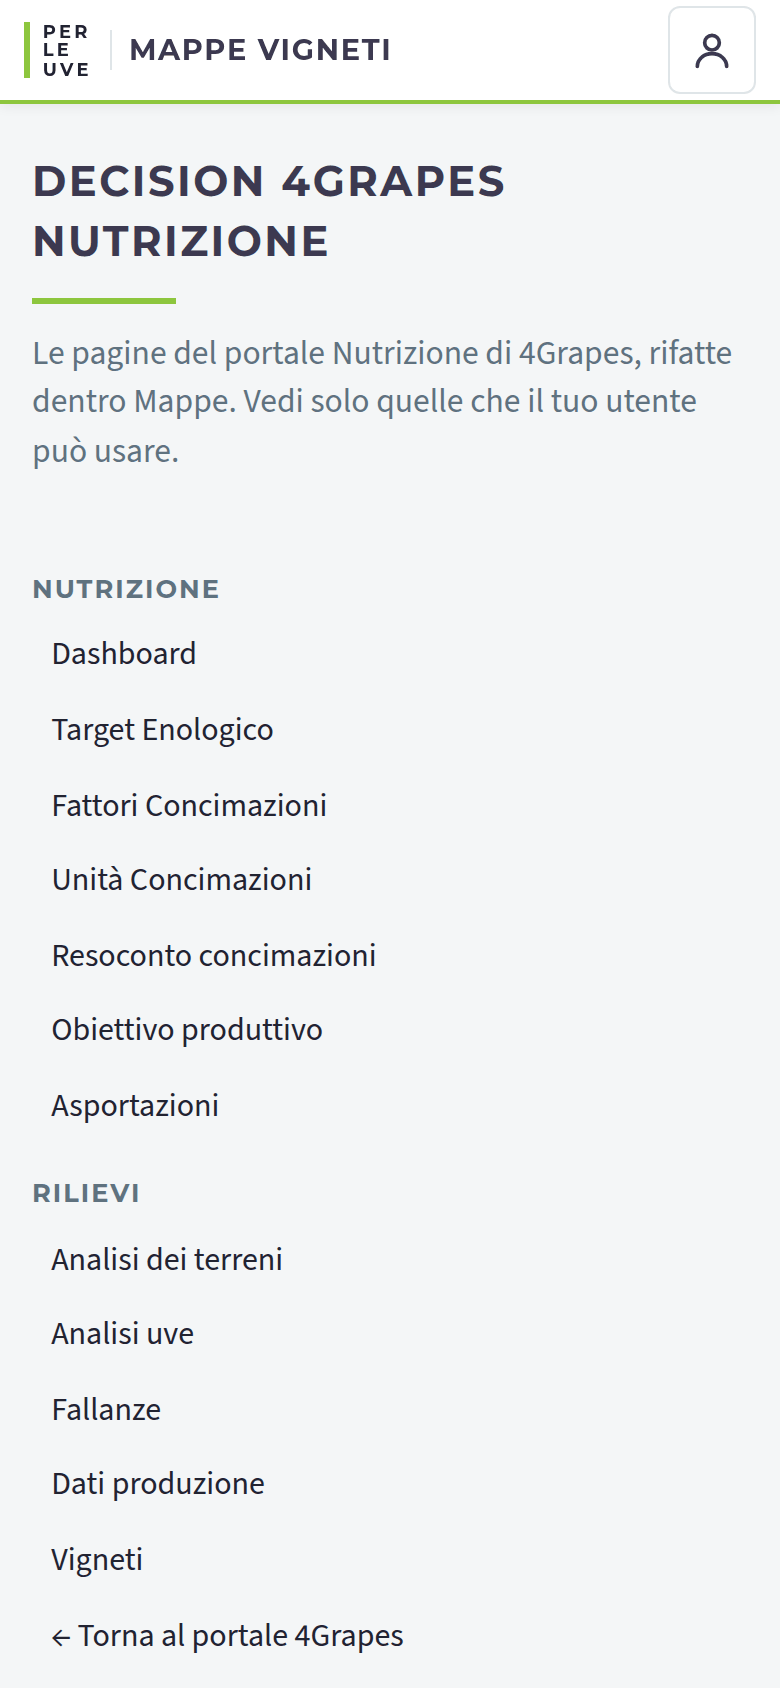 PER
LE
UVE
MAPPE VIGNETI
DECISION 4GRAPES
NUTRIZIONE
Le pagine del portale Nutrizione di 4Grapes, rifatte
dentro Mappe. Vedi solo quelle che il tuo utente
può usare.
NUTRIZIONE
Dashboard
Target Enologico
Fattori Concimazioni
Unità Concimazioni
Resoconto concimazioni
Obiettivo produttivo
Asportazioni
RILIEVI
Analisi dei terreni
Analisi uve
Fallanze
Dati produzione
Vigneti
← Torna al portale 4Grapes